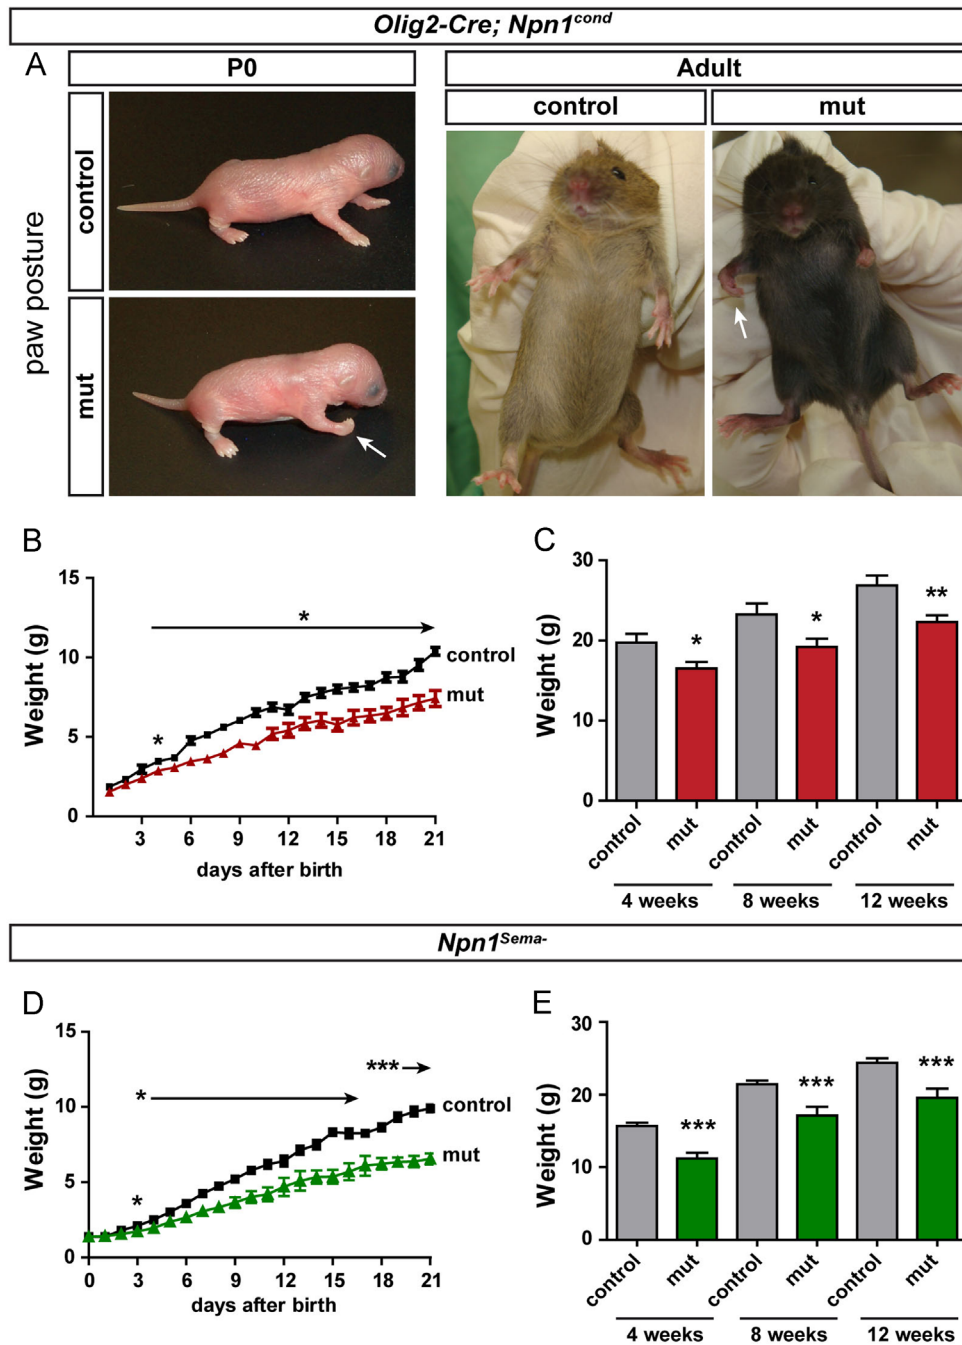 Olig2-Cre; Npn1cond
A
P0
Adult
control
mut
paw posture
control
mut
B
Weight (g)
15
10
5
0
*
*
control
mut
3 6 9 12 15 18 21
days after birth
C
Weight (g)
30
20
10
0
* * **
control mut control mut control mut
4 weeks 8 weeks 12 weeks
Npn1Sema-
D
Weight (g)
15
10
5
0
***
*
*
control
mut
0 3 6 9 12 15 18 21
days after birth
E
Weight (g)
30
20
10
0
*** *** ***
control mut control mut control mut
4 weeks 8 weeks 12 weeks